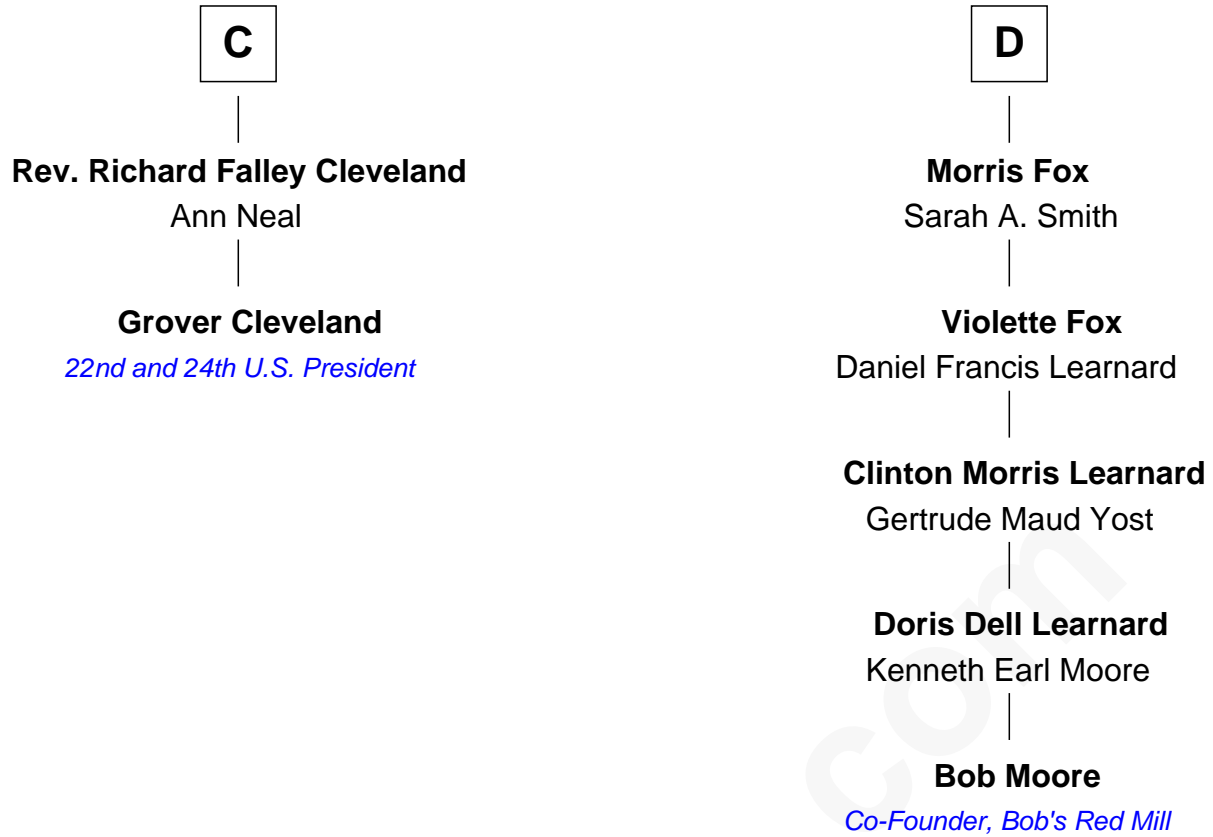 C
Rev. Richard Falley Cleveland
Ann Neal
Grover Cleveland
22nd and 24th U.S. President
D
Morris Fox
Sarah A. Smith
Violette Fox
Daniel Francis Learnard
Clinton Morris Learnard
Gertrude Maud Yost
Doris Dell Learnard
Kenneth Earl Moore
Bob Moore
Co-Founder, Bob's Red Mill
com